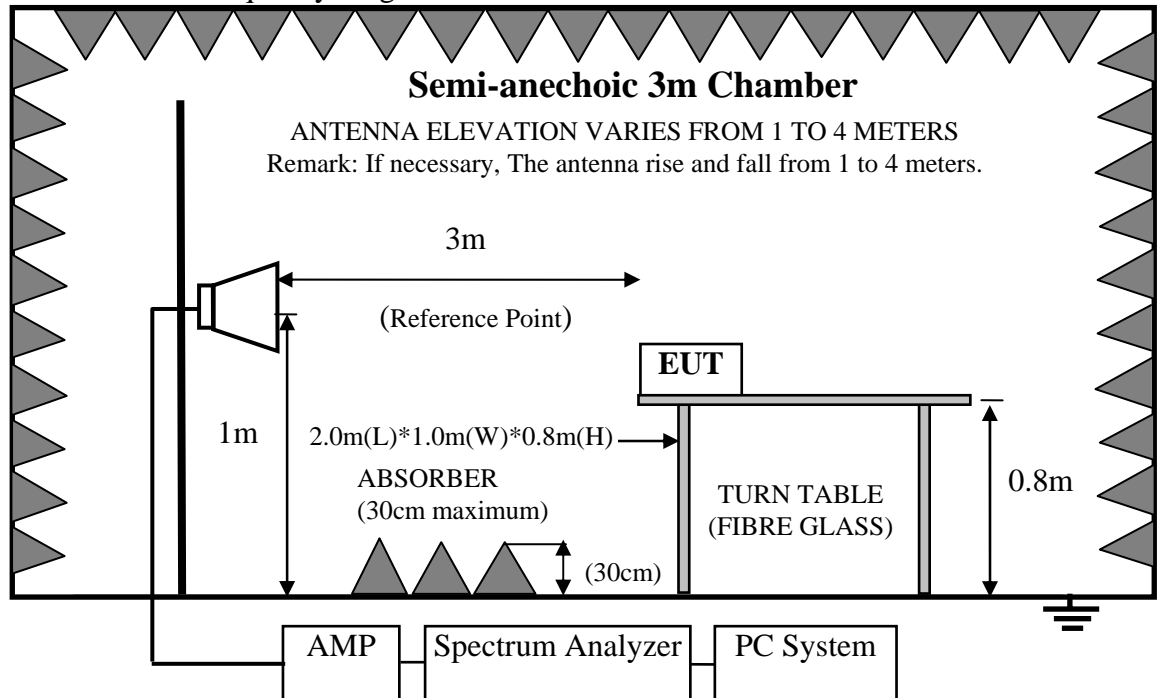 Semi-anechoic 3m Chamber
ANTENNA ELEVATION VARIES FROM 1 TO 4 METERS
Remark: If necessary, The antenna rise and fall from 1 to 4 meters.
3m
(Reference Point)
EUT
1m
2.0m(L)*1.0m(W)*0.8m(H)
ABSORBER
(30cm maximum)
(30cm)
TURN TABLE
(FIBRE GLASS)
0.8m
AMP
Spectrum Analyzer
PC System